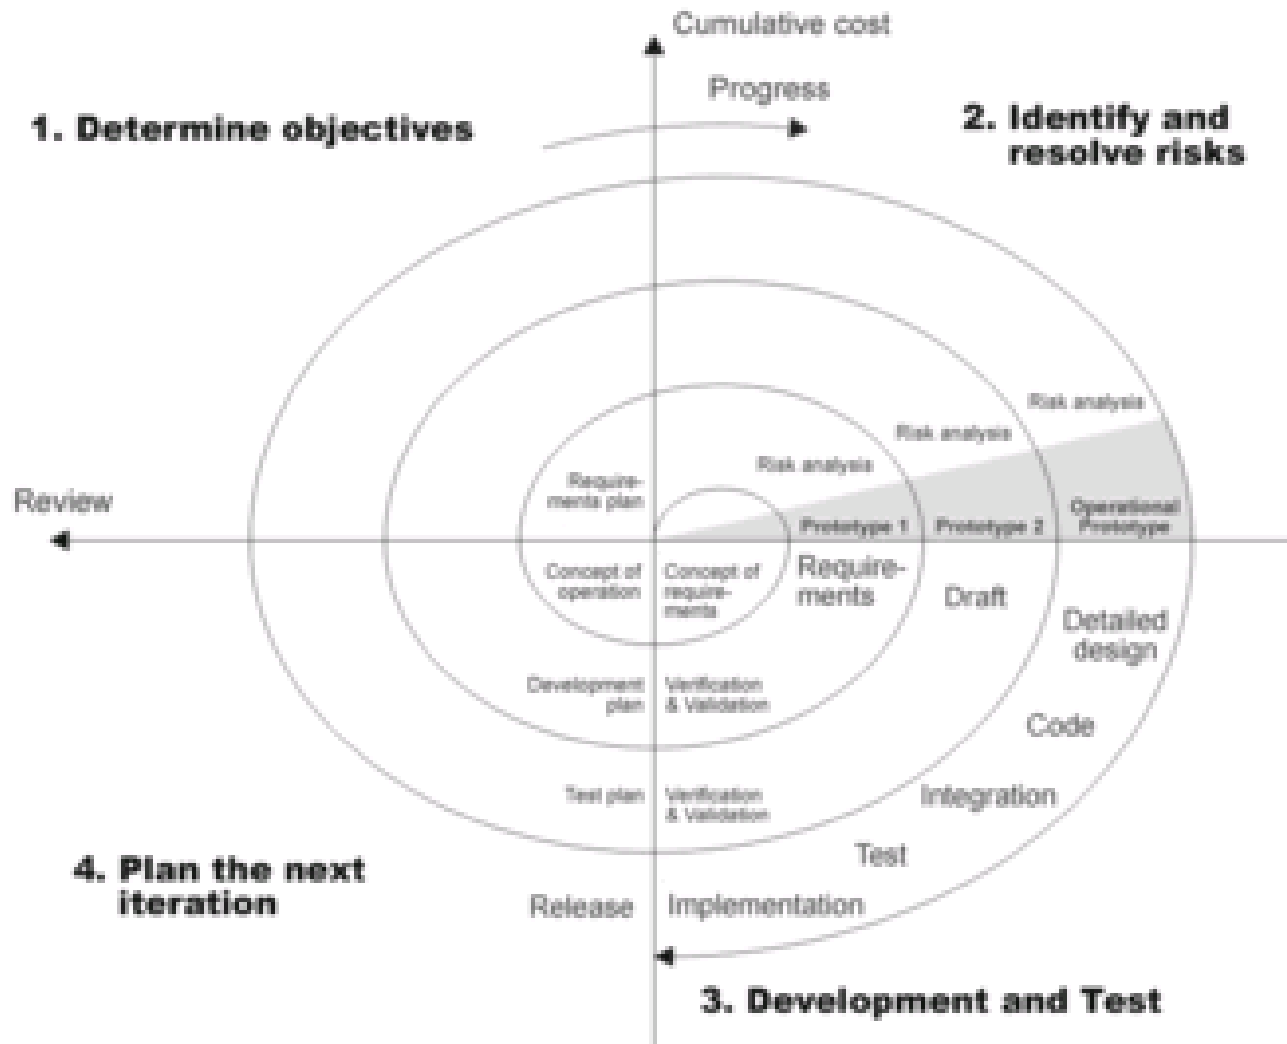 Cumulative cost
Progress
1. Determine objectives
2. Identify and
resolve risks
Risk analysis
Risk analysis
Risk analysis
Require-
ments plan
Review
Prototype 1
Prototype 2
Operational
Prototype
Concept of
operation
Concept of
require-
ments
Require-
ments
Draft
Detailed
design
Development
plan
Verification
& Validation
Code
Test plan
Verification
& Validation
Integration
Test
4. Plan the next
iteration
Release
Implementation
3. Development and Test